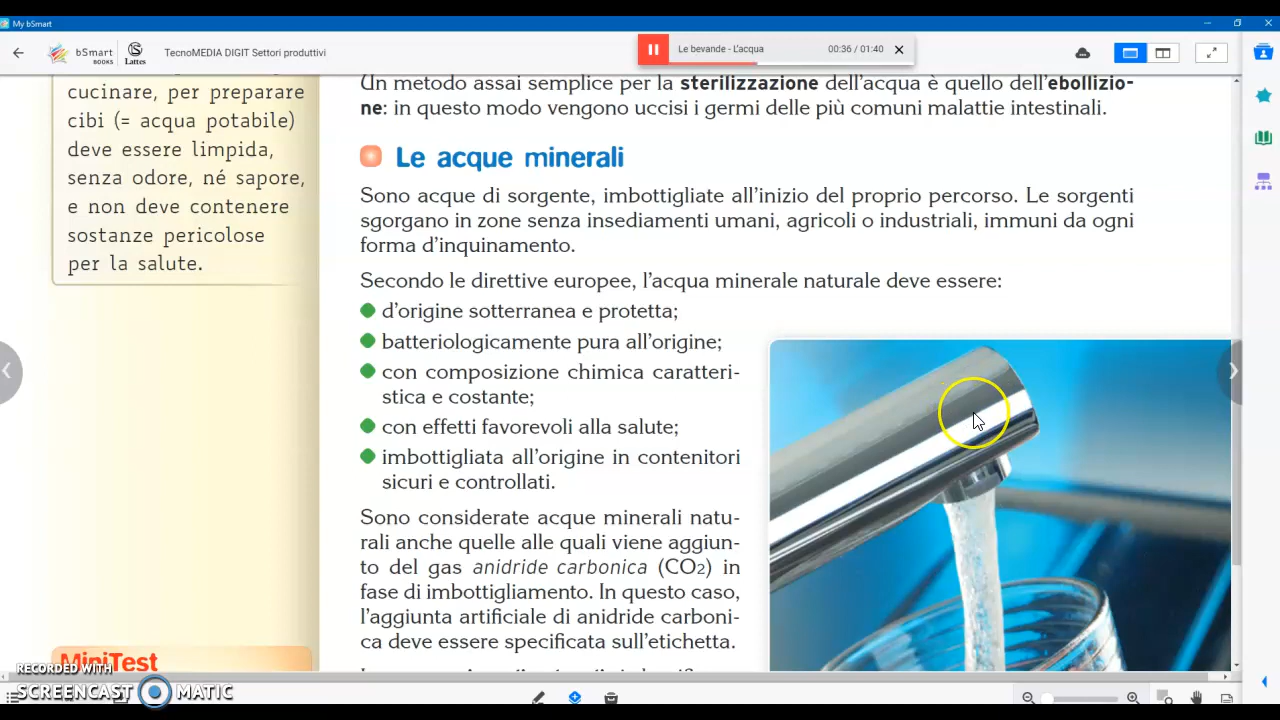 My bSmart
bSmart BOOKS
Lattes
TecnoMEDIA DIGIT Settori produttivi
Le bevande - L'acqua
00:36 / 01:40
cucinare, per preparare
cibi (= acqua potabile)
deve essere limpida,
senza odore, né sapore,
e non deve contenere
sostanze pericolose
per la salute.
Un metodo assai semplice per la sterilizzazione dell'acqua è quello dell'ebollizio-
ne: in questo modo vengono uccisi i germi delle più comuni malattie intestinali.
Le acque minerali
Sono acque di sorgente, imbottigliate all'inizio del proprio percorso. Le sorgenti
sgorgano in zone senza insediamenti umani, agricoli o industriali, immuni da ogni
forma d'inquinamento.
Secondo le direttive europee, l'acqua minerale naturale deve essere:
d'origine sotterranea e protetta;
batteriologicamente pura all'origine;
con composizione chimica caratteri-
stica e costante;
con effetti favorevoli alla salute;
imbottigliata all'origine in contenitori
sicuri e controllati.
Sono considerate acque minerali natu-
rali anche quelle alle quali viene aggiun-
to del gas anidride carbonica (CO2) in
fase di imbottigliamento. In questo caso,
l'aggiunta artificiale di anidride carboni-
ca deve essere specificata sull'etichetta.
MiniTest
RECORDED WITH
SCREENCAST MATIC